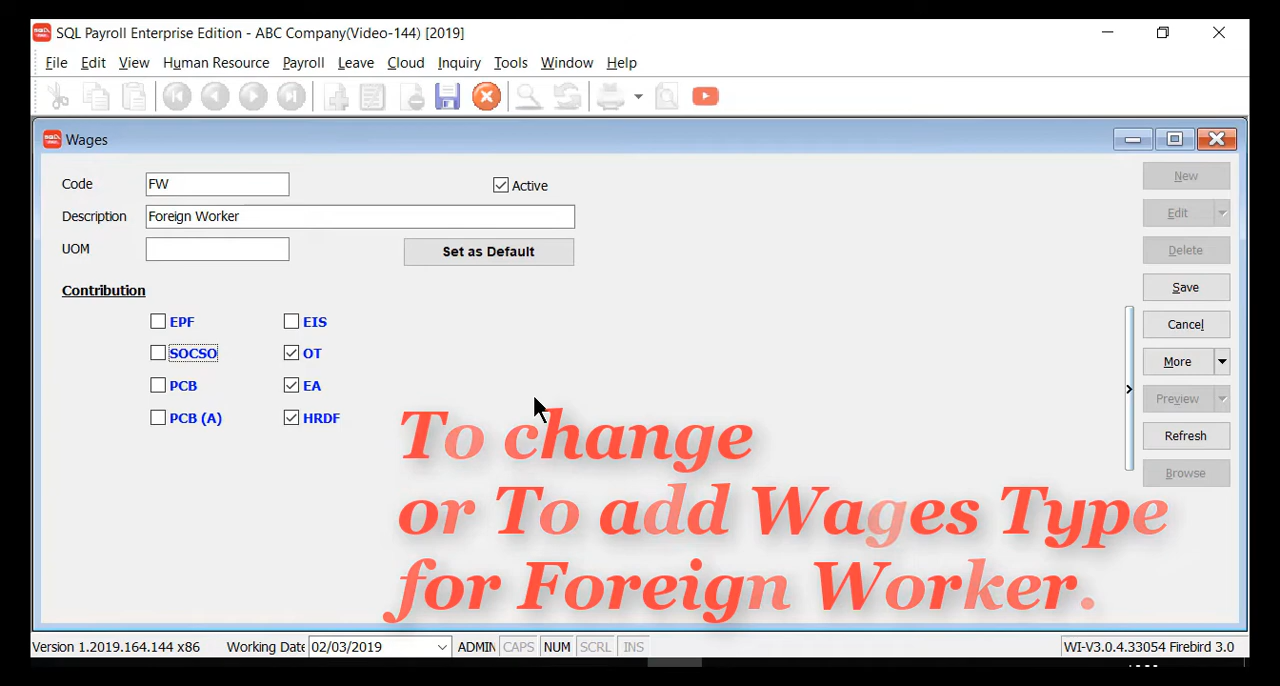 SQL Payroll Enterprise Edition - ABC Company(Video-144) [2019]
File Edit View Human Resource Payroll Leave Cloud Inquiry Tools Window Help
Wages
Code FW Active
Description Foreign Worker
UOM Set as Default
Contribution
EPF EIS
SOCSO OT
PCB EA
PCB (A) HRDF
New
Edit
Delete
Save
Cancel
More
Preview
Refresh
Browse
To change
or To add Wages Type
for Foreign Worker.
Version 1.2019.164.144 x86 Working Date 02/03/2019 ADMIN CAPS NUM SCRL INS WI-V3.0.4.33054 Firebird 3.0